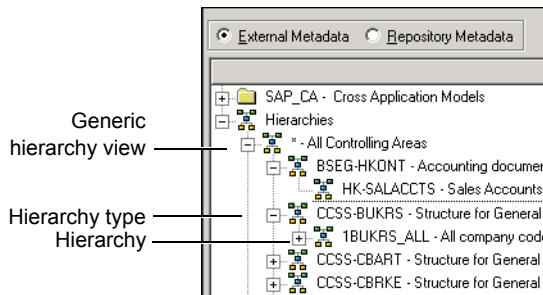 External Metadata Repository Metadata
SAP_CA - Cross Application Models
Generic
hierarchy view
Hierarchies
* - All Controlling Areas
BSEG-HKONT - Accounting documen
HK-SALACCTS - Sales Accounts
Hierarchy type
CCSS-BUKRS - Structure for General
Hierarchy
1BUKRS_ALL - All company code
CCSS-CBART - Structure for General
CCSS-CBRKE - Structure for General